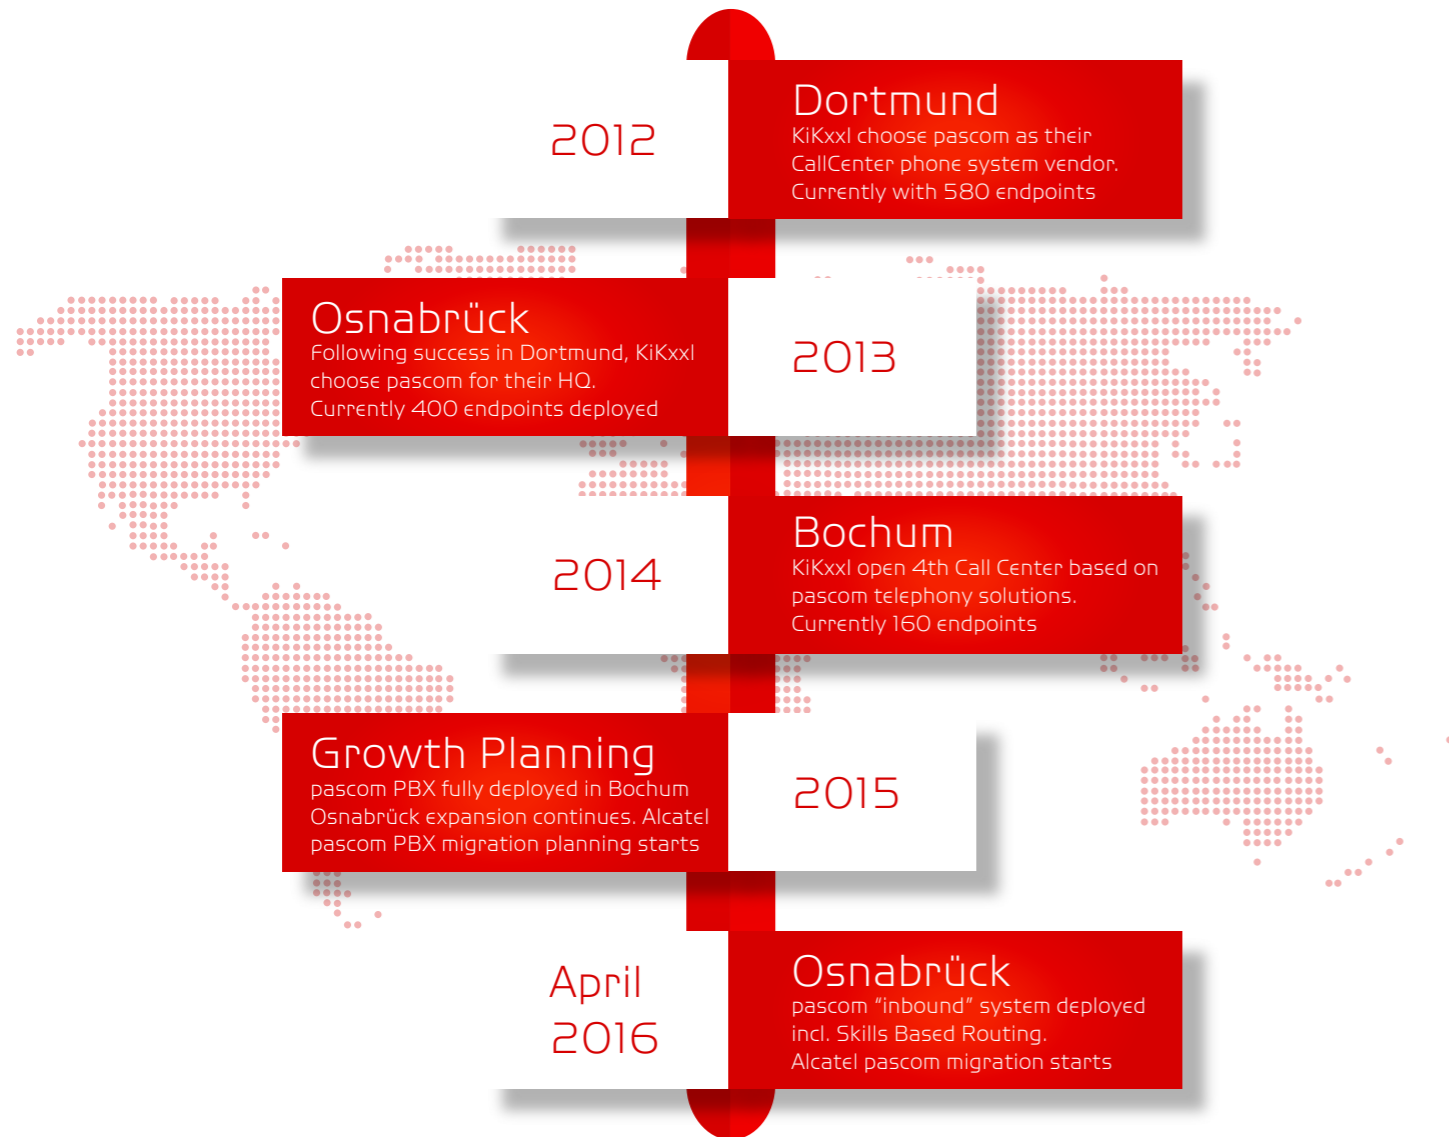 2012
Dortmund
KiKxxl choose pascom as their
CallCenter phone system vendor.
Currently with 580 endpoints
Osnabrück
Following success in Dortmund, KiKxxl
choose pascom for their HQ.
Currently 400 endpoints deployed
2013
2014
Bochum
KiKxxl open 4th Call Center based on
pascom telephony solutions.
Currently 160 endpoints
Growth Planning
pascom PBX fully deployed in Bochum
Osnabrück expansion continues. Alcatel
pascom PBX migration planning starts
2015
April
2016
Osnabrück
pascom “inbound” system deployed
incl. Skills Based Routing.
Alcatel pascom migration starts